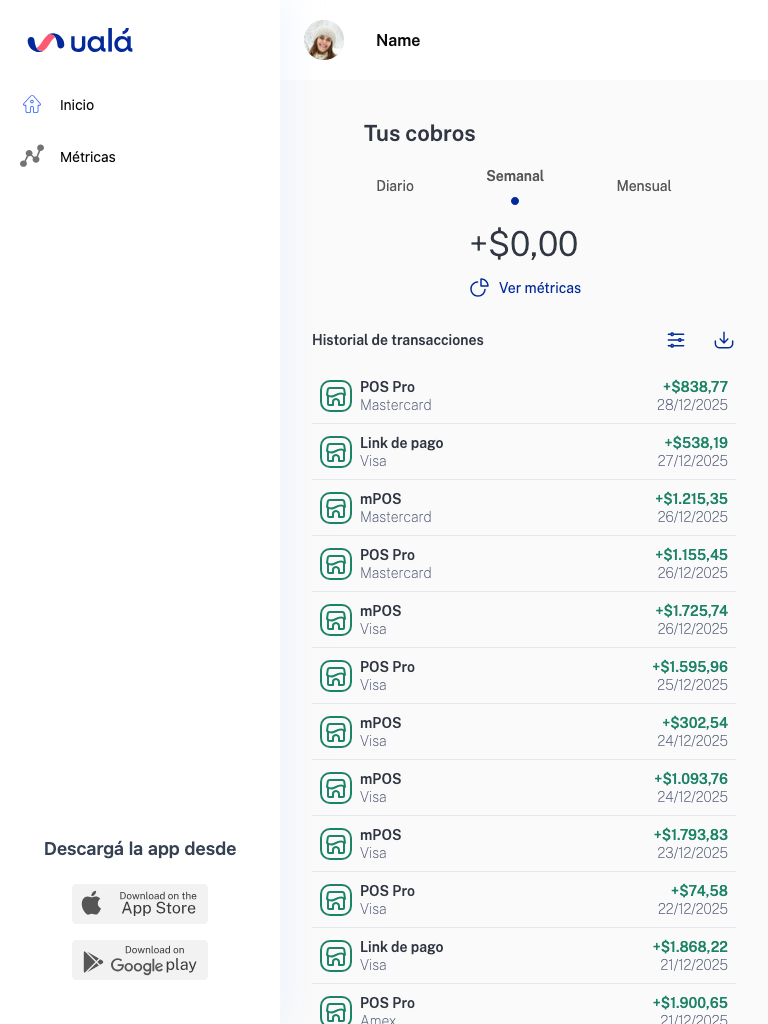 ualá
Name
Inicio
Métricas
Tus cobros
Diario
Semanal
Mensual
+$0,00
Ver métricas
Historial de transacciones
POS Pro +$838,77
Mastercard 28/12/2025
Link de pago +$538,19
Visa 27/12/2025
mPOS +$1.215,35
Mastercard 26/12/2025
POS Pro +$1.155,45
Mastercard 26/12/2025
mPOS +$1.725,74
Visa 26/12/2025
POS Pro +$1.595,96
Visa 25/12/2025
mPOS +$302,54
Visa 24/12/2025
mPOS +$1.093,76
Visa 24/12/2025
mPOS +$1.793,83
Visa 23/12/2025
POS Pro +$74,58
Visa 22/12/2025
Link de pago +$1.868,22
Visa 21/12/2025
POS Pro +$1.900,65
Amex 21/12/2025
Descargá la app desde
Download on the
App Store
Download on
Google play